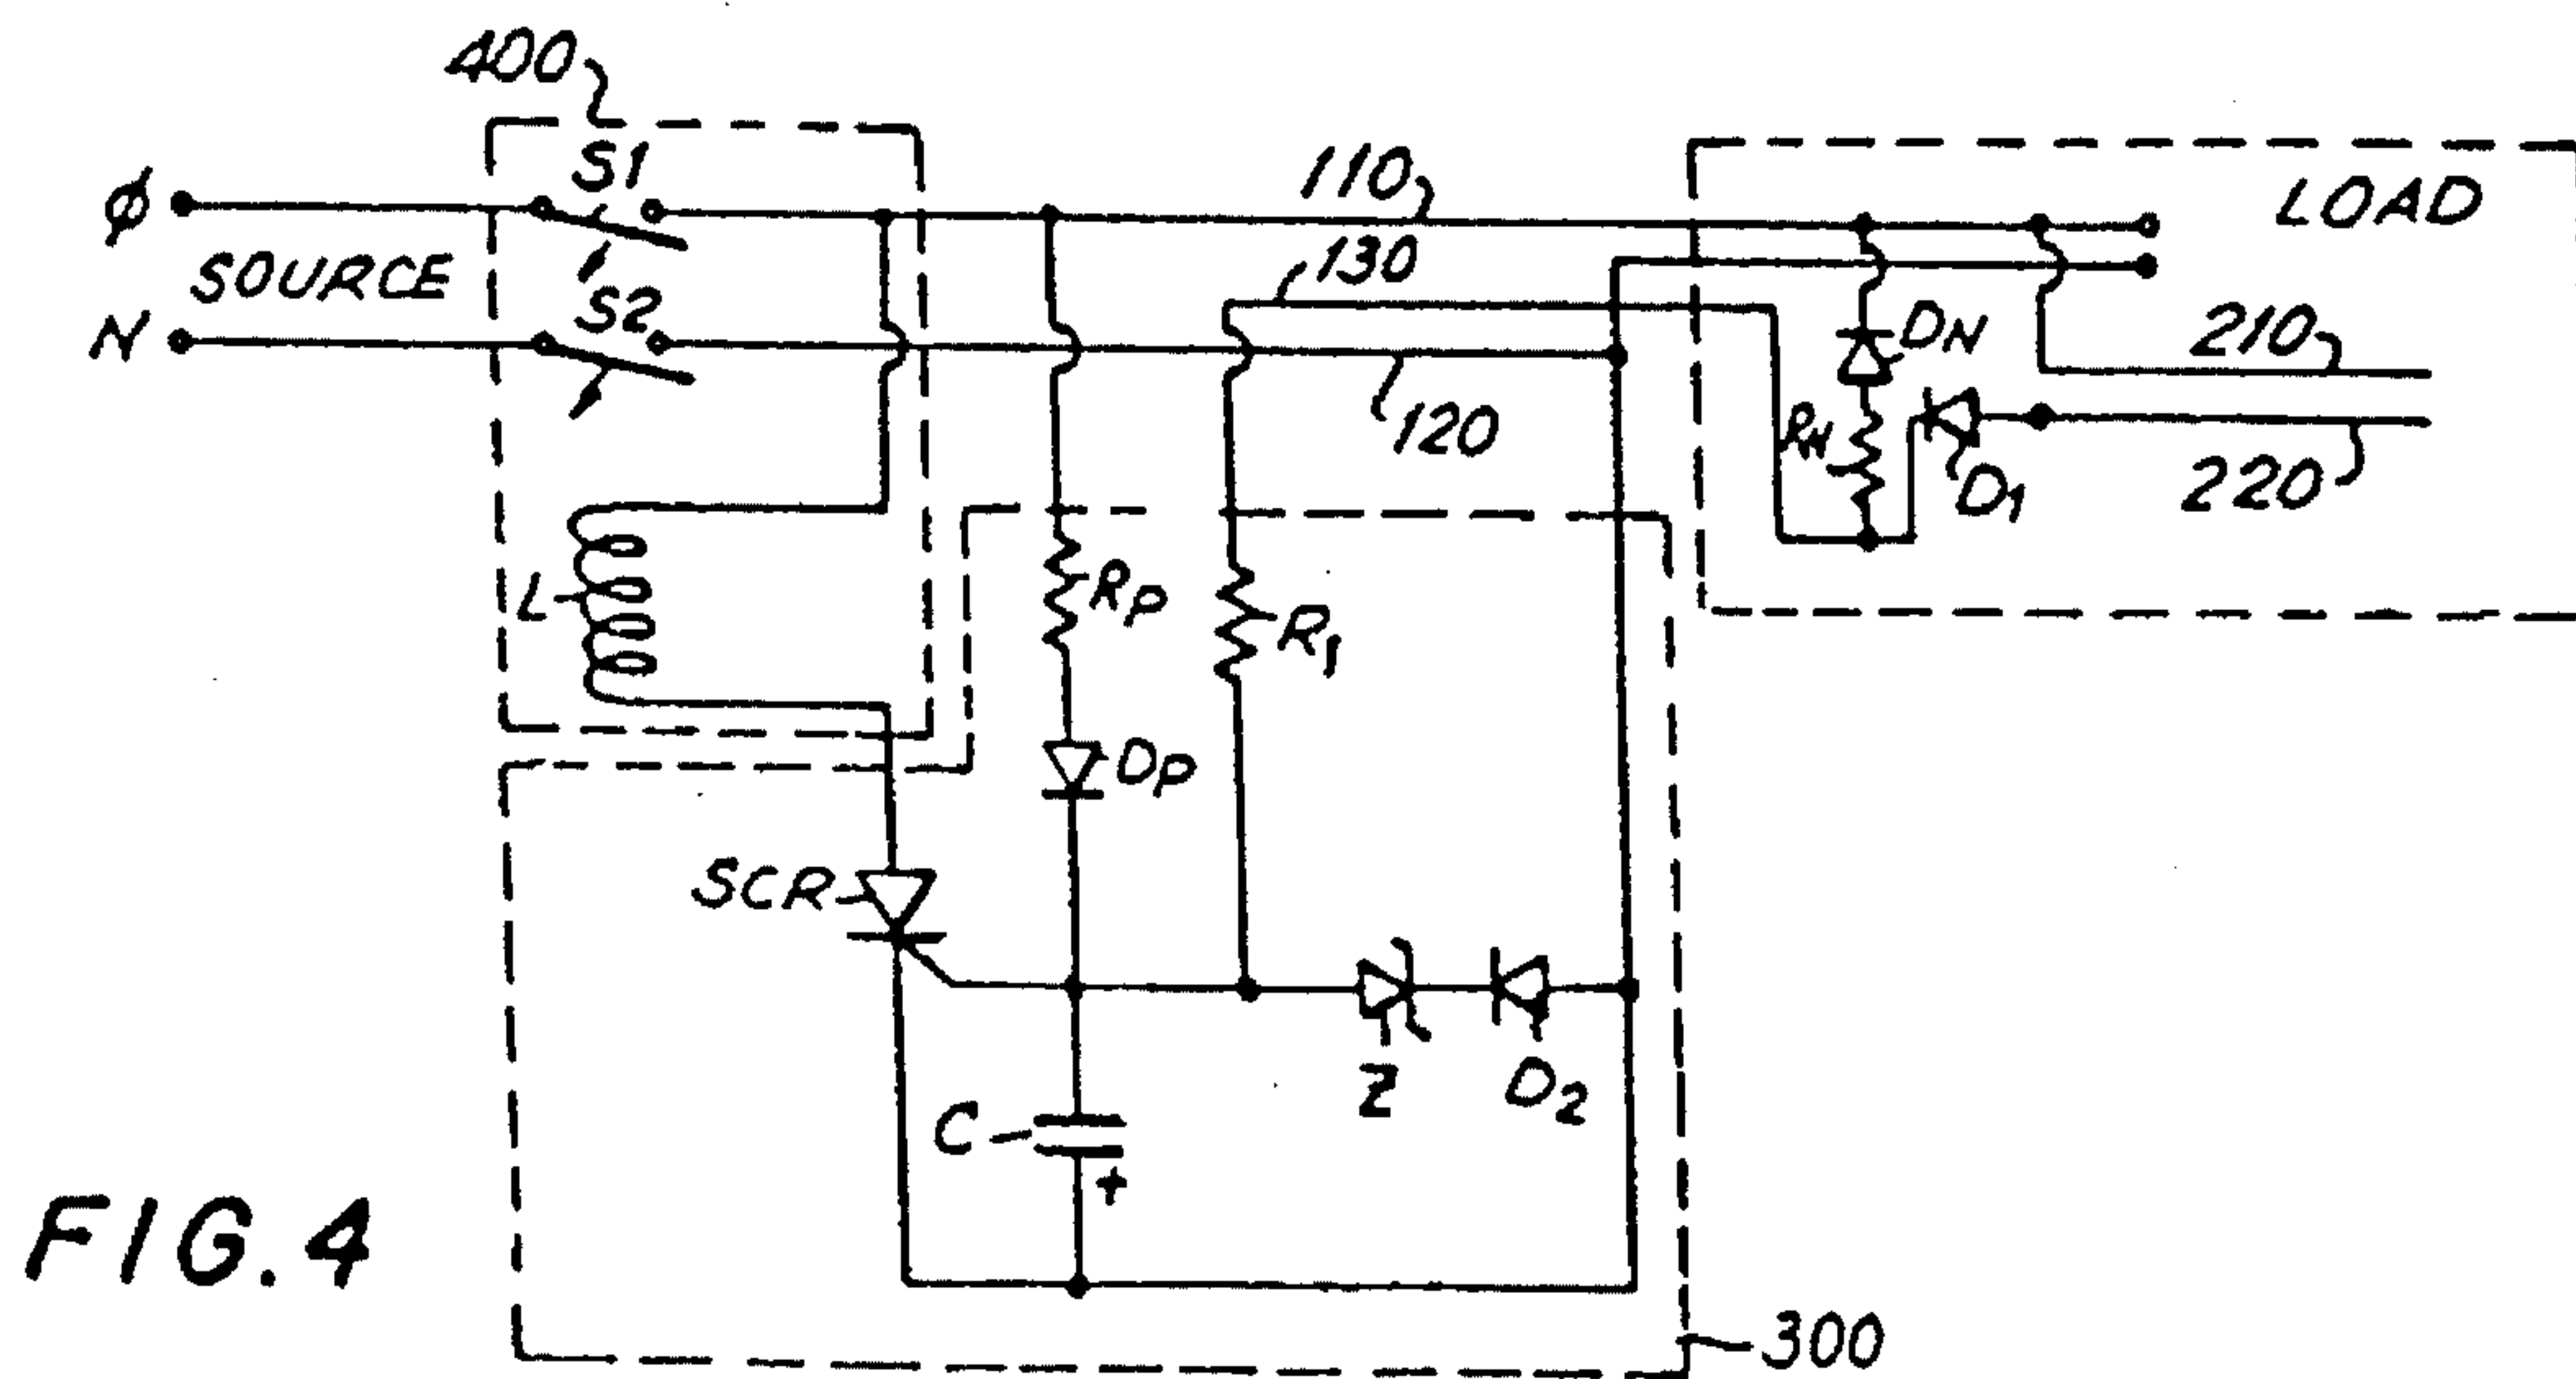 400
S1
110
LOAD
φ
SOURCE
130
S2
N
DN
210
120
RN
D1
220
L
RP
R1
DP
SCR
Z
D2
C
+
FIG. 4
300